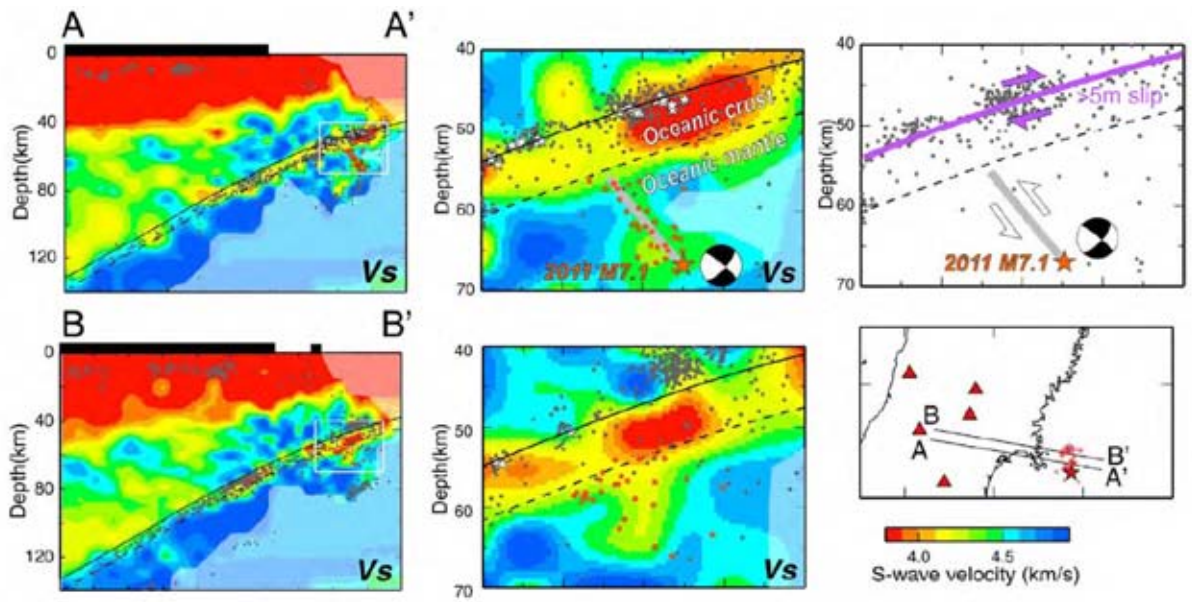 A
A'
0
40
80
120
Depth(km)
Vs
40
50
60
70
Depth(km)
Oceanic crust
Oceanic mantle
2011 M7.1
Vs
40
50
60
70
Depth(km)
>5m slip
2011 M7.1
B
B'
0
40
80
120
Depth(km)
Vs
40
50
60
70
Depth(km)
Vs
B
A
B'
A'
4.0
4.5
S-wave velocity (km/s)